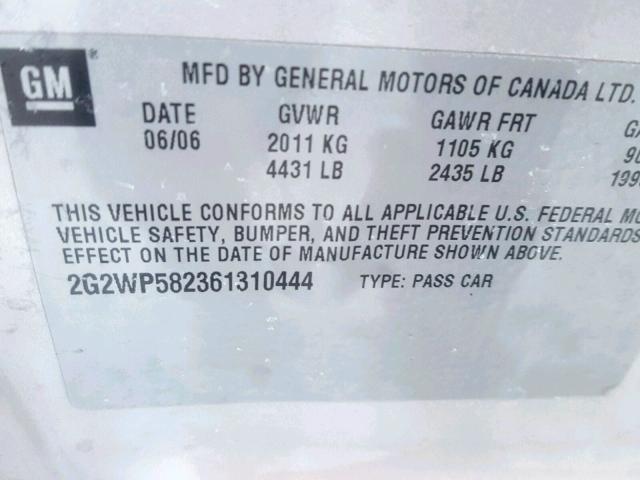 GM
MFD BY GENERAL MOTORS OF CANADA LTD.
DATE GVWR GAWR FRT
06/06 2011 KG 1105 KG
4431 LB 2435 LB
THIS VEHICLE CONFORMS TO ALL APPLICABLE U.S. FEDERAL
VEHICLE SAFETY, BUMPER, AND THEFT PREVENTION STANDARDS
EFFECT ON THE DATE OF MANUFACTURE SHOWN ABOVE.
2G2WP582361310444 TYPE: PASS CAR